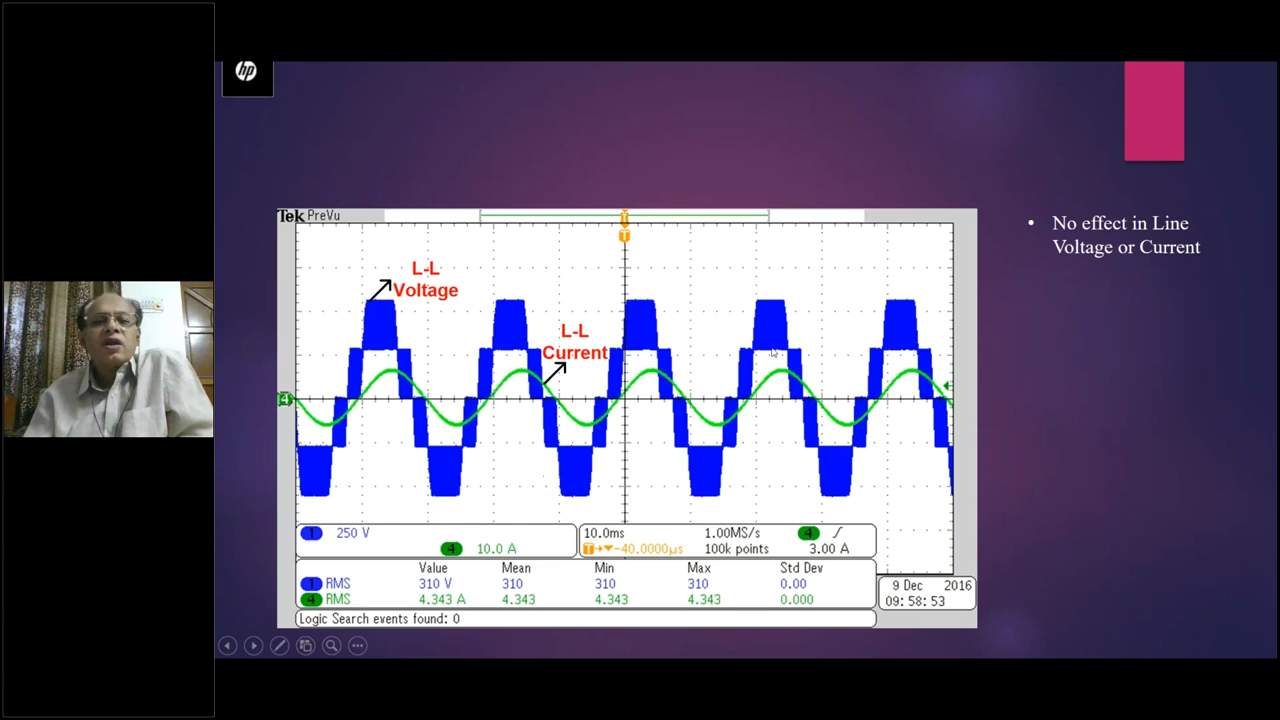 hp
Tek PreVu
T
T
L-L
Voltage
L-L
Current
4
1 250 V
4 10.0 A
10.0ms 1.00MS/s 4
T→▼-40.0000µs 100k points 3.00 A
Value Mean Min Max Std Dev
1 RMS 310 V 310 310 310 0.00
4 RMS 4.343 A 4.343 4.343 4.343 0.000
9 Dec 2016
09:58:53
Logic Search events found: 0
• No effect in Line
Voltage or Current